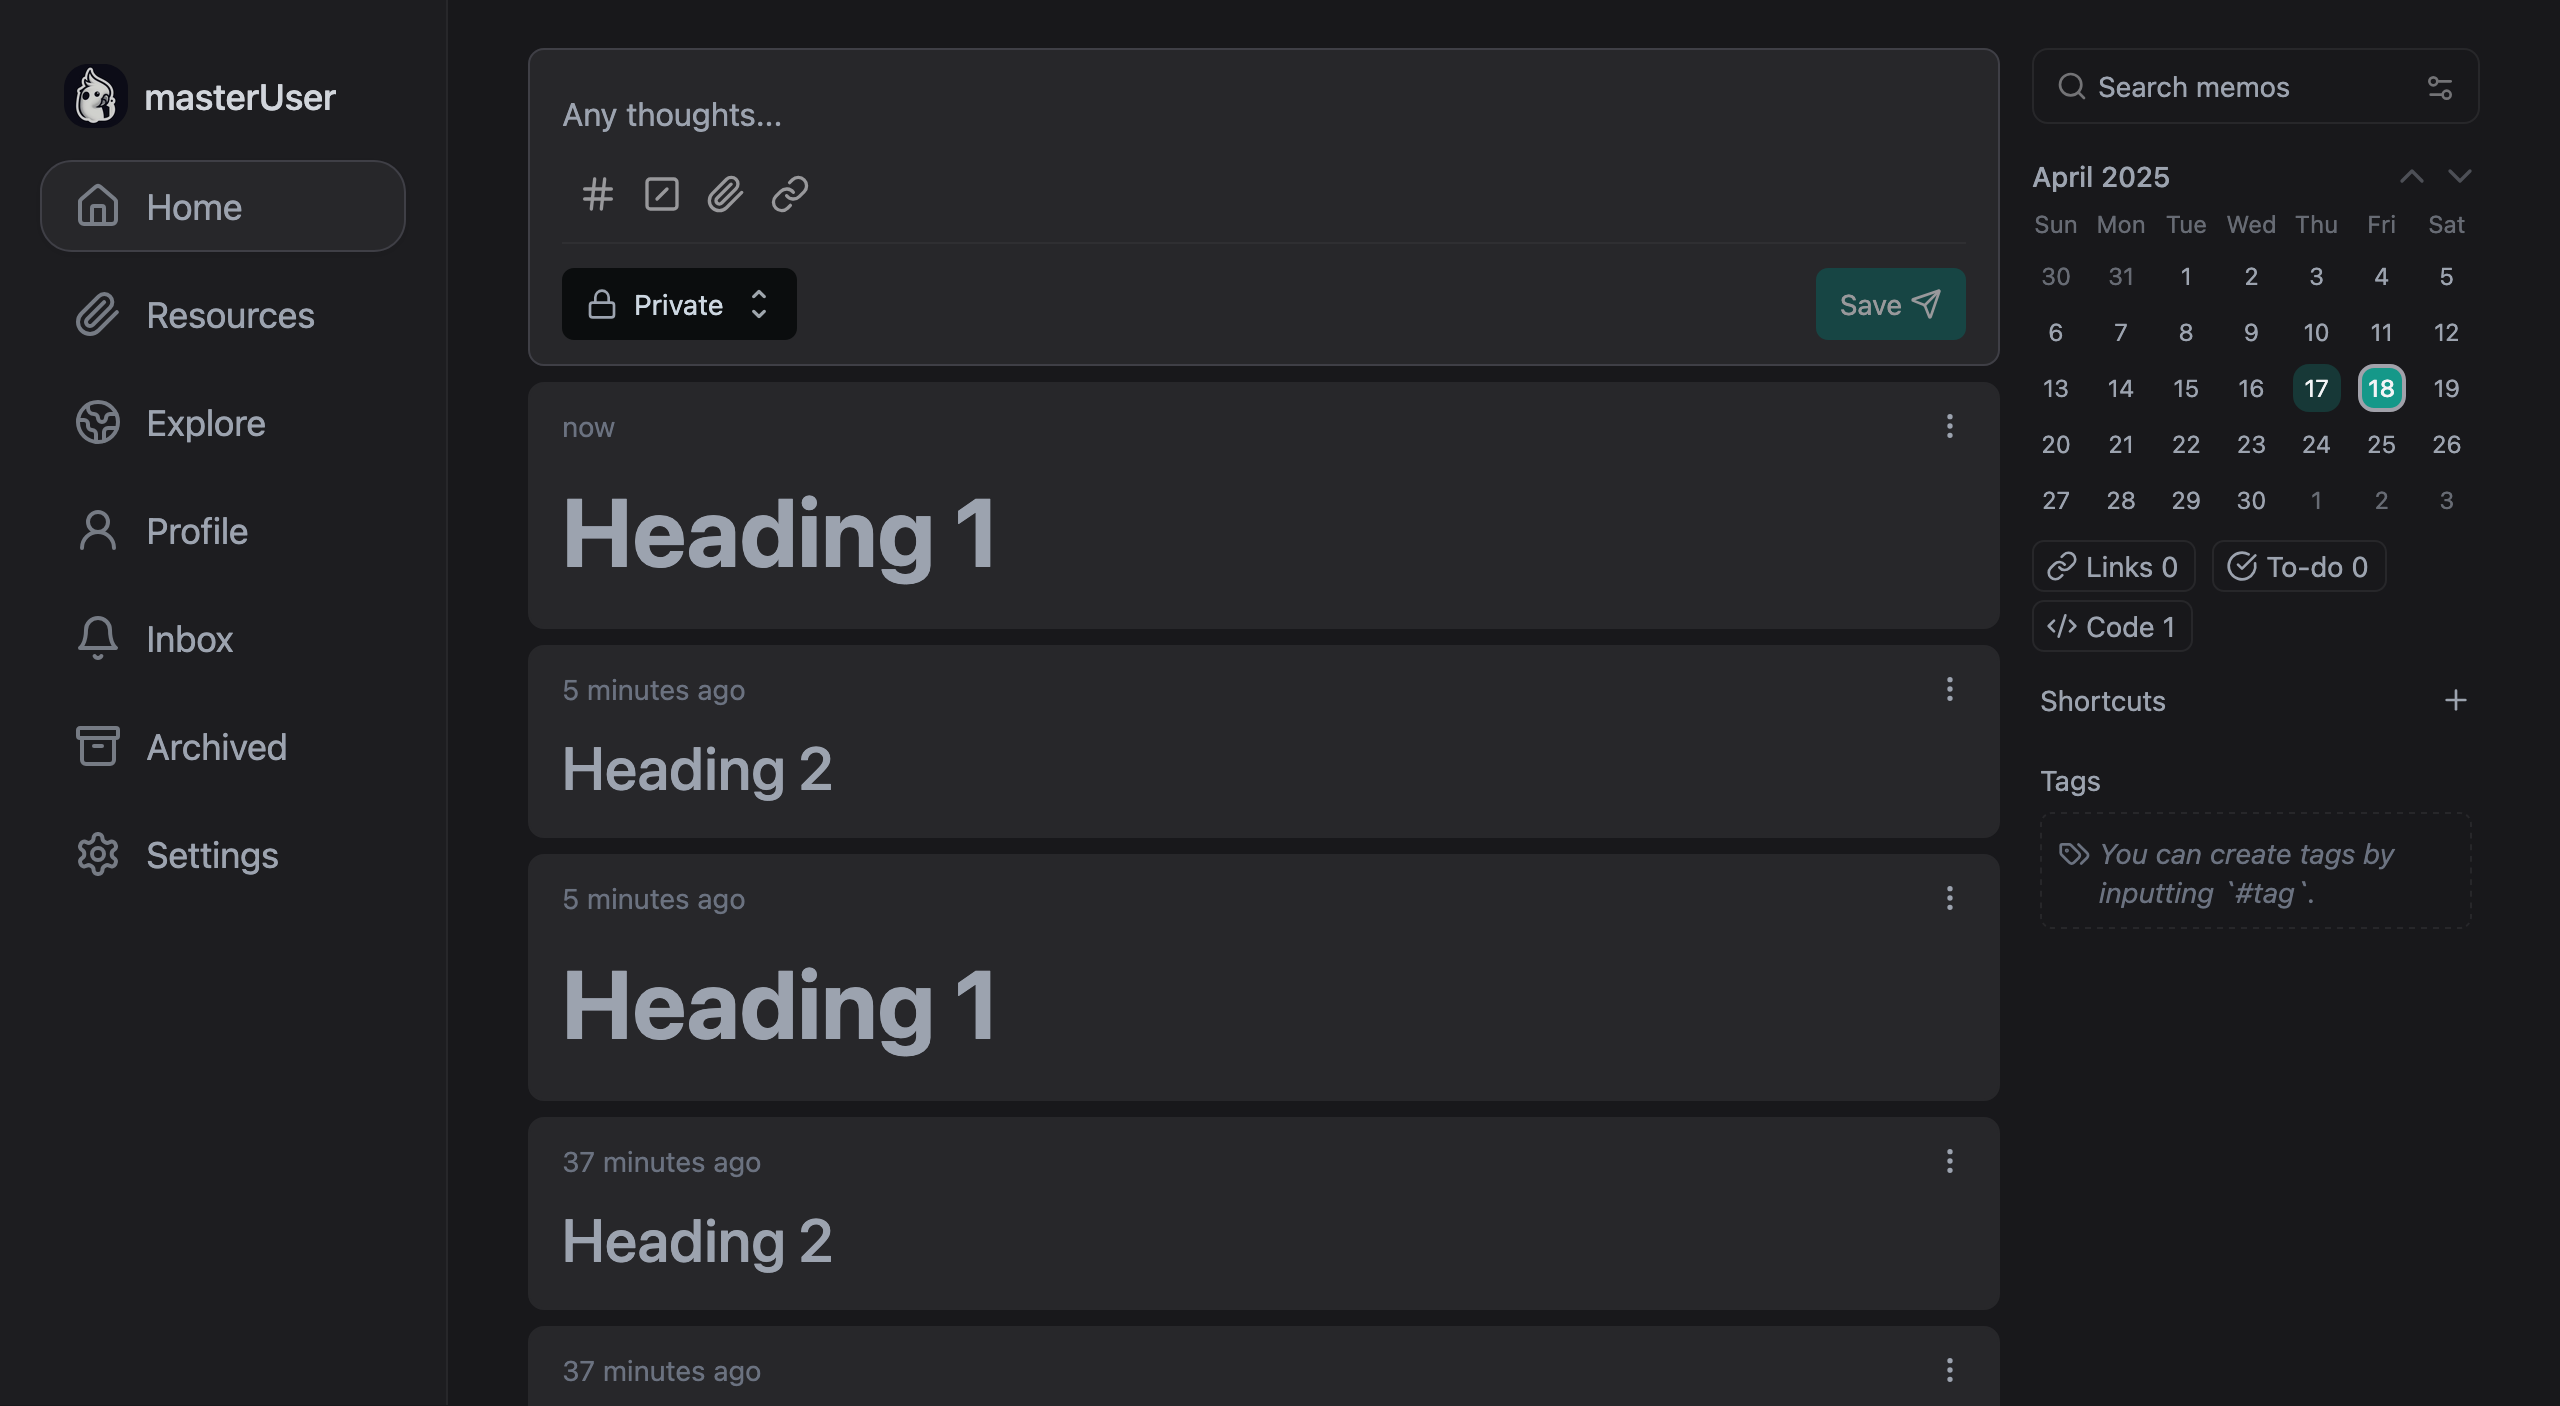 masterUser
Home
Resources
Explore
Profile
Inbox
Archived
Settings
Any thoughts...
Private
Save
now
Heading 1
5 minutes ago
Heading 2
5 minutes ago
Heading 1
37 minutes ago
Heading 2
37 minutes ago
Search memos
April 2025
Sun Mon Tue Wed Thu Fri Sat
30 31 1 2 3 4 5
6 7 8 9 10 11 12
13 14 15 16 17 18 19
20 21 22 23 24 25 26
27 28 29 30 1 2 3
Links 0 To-do 0
Code 1
Shortcuts
Tags
You can create tags by
inputting `#tag`.